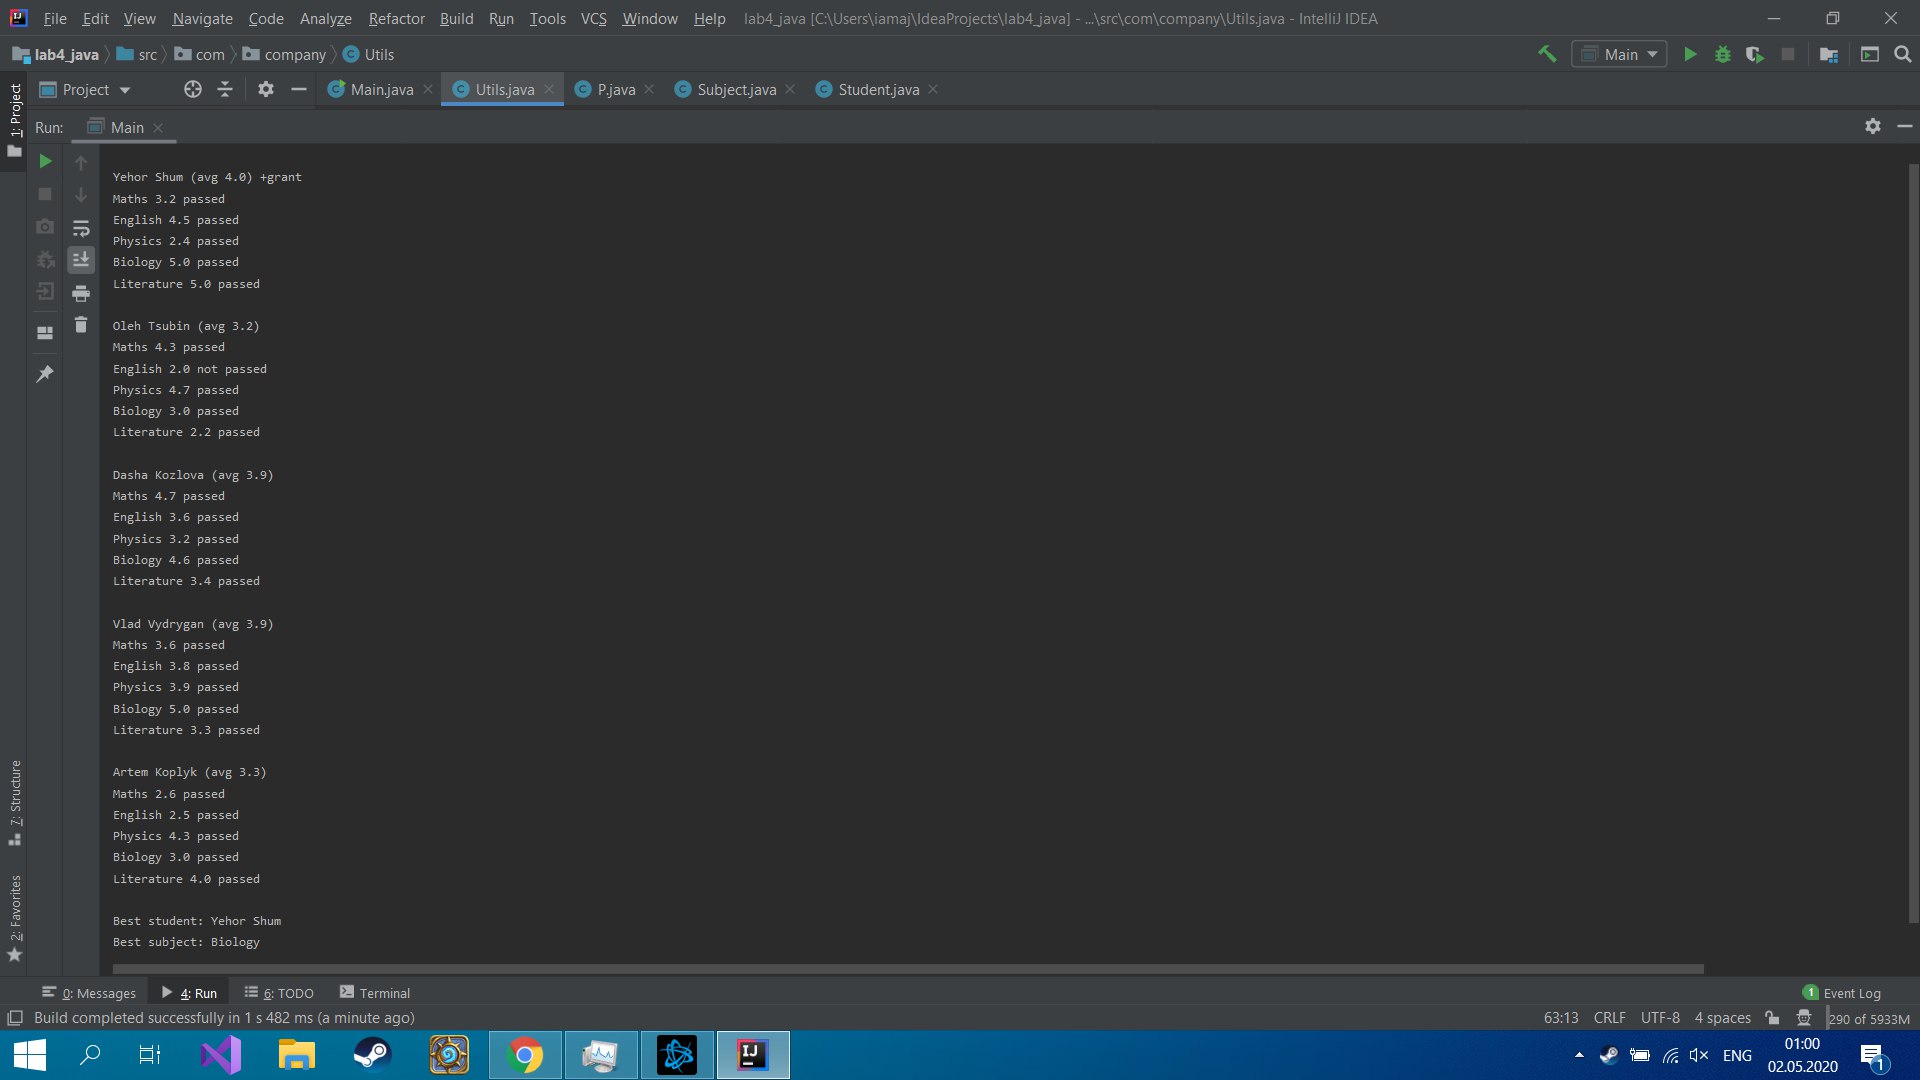 File Edit View Navigate Code Analyze Refactor Build Run Tools VCS Window Help lab4_java [C:\Users\iamaj\IdeaProjects\lab4_java] - ...\src\com\company\Utils.java - IntelliJ IDEA
lab4_java src com company Utils Main
Project Main.java Utils.java P.java Subject.java Student.java
1: Project
Run: Main
Yehor Shum (avg 4.0) +grant
Maths 3.2 passed
English 4.5 passed
Physics 2.4 passed
Biology 5.0 passed
Literature 5.0 passed
Oleh Tsubin (avg 3.2)
Maths 4.3 passed
English 2.0 not passed
Physics 4.7 passed
Biology 3.0 passed
Literature 2.2 passed
Dasha Kozlova (avg 3.9)
Maths 4.7 passed
English 3.6 passed
Physics 3.2 passed
Biology 4.6 passed
Literature 3.4 passed
Vlad Vydrygan (avg 3.9)
Maths 3.6 passed
English 3.8 passed
Physics 3.9 passed
Biology 5.0 passed
Literature 3.3 passed
Artem Koplyk (avg 3.3)
Maths 2.6 passed
English 2.5 passed
Physics 4.3 passed
Biology 3.0 passed
Literature 4.0 passed
Best student: Yehor Shum
Best subject: Biology
7: Structure
2: Favorites
0: Messages 4: Run 6: TODO Terminal 1 Event Log
Build completed successfully in 1 s 482 ms (a minute ago) 63:13 CRLF UTF-8 4 spaces 290 of 5933M
IJ ENG 01:00
02.05.2020 1